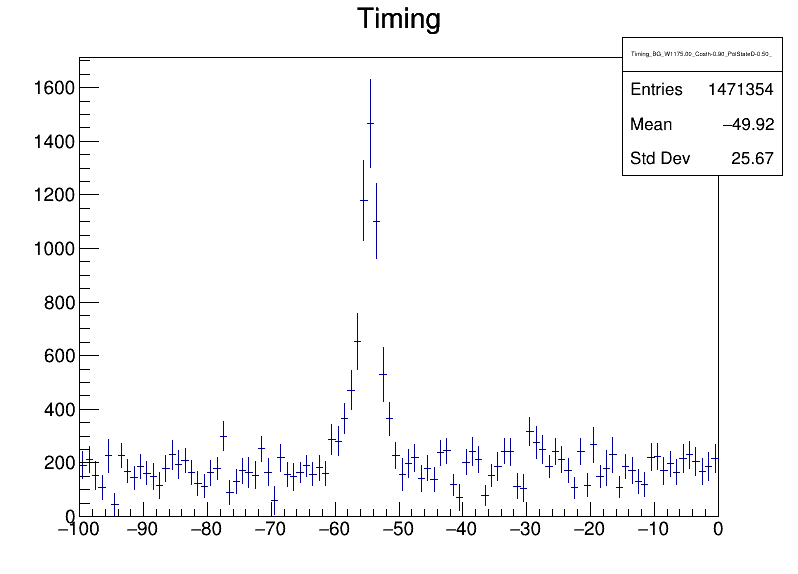 Timing
Timing_BG_W1175.00_Costh-0.90_PolStateD-0.50_
Entries 1471354
Mean −49.92
Std Dev 25.67
1600
1400
1200
1000
800
600
400
200
0
−100 −90 −80 −70 −60 −50 −40 −30 −20 −10 0